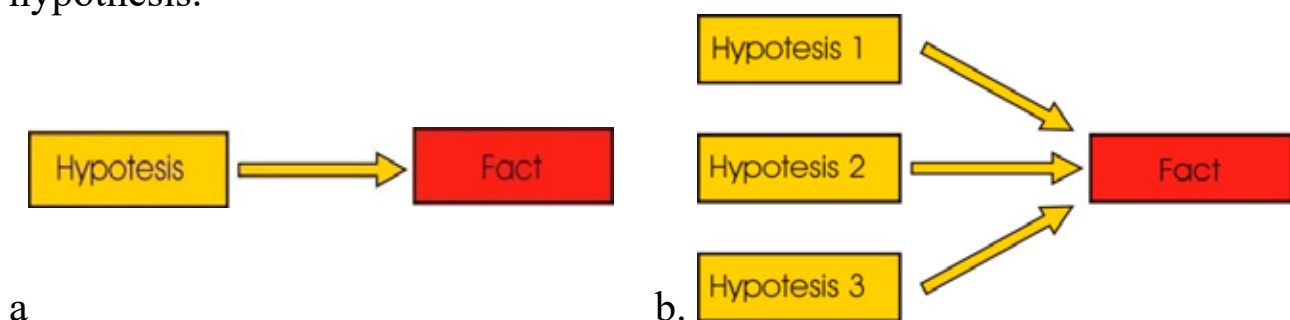 hypothesis.
Hypotesis
Fact
a
Hypotesis 1
Hypotesis 2
Fact
Hypotesis 3
b.